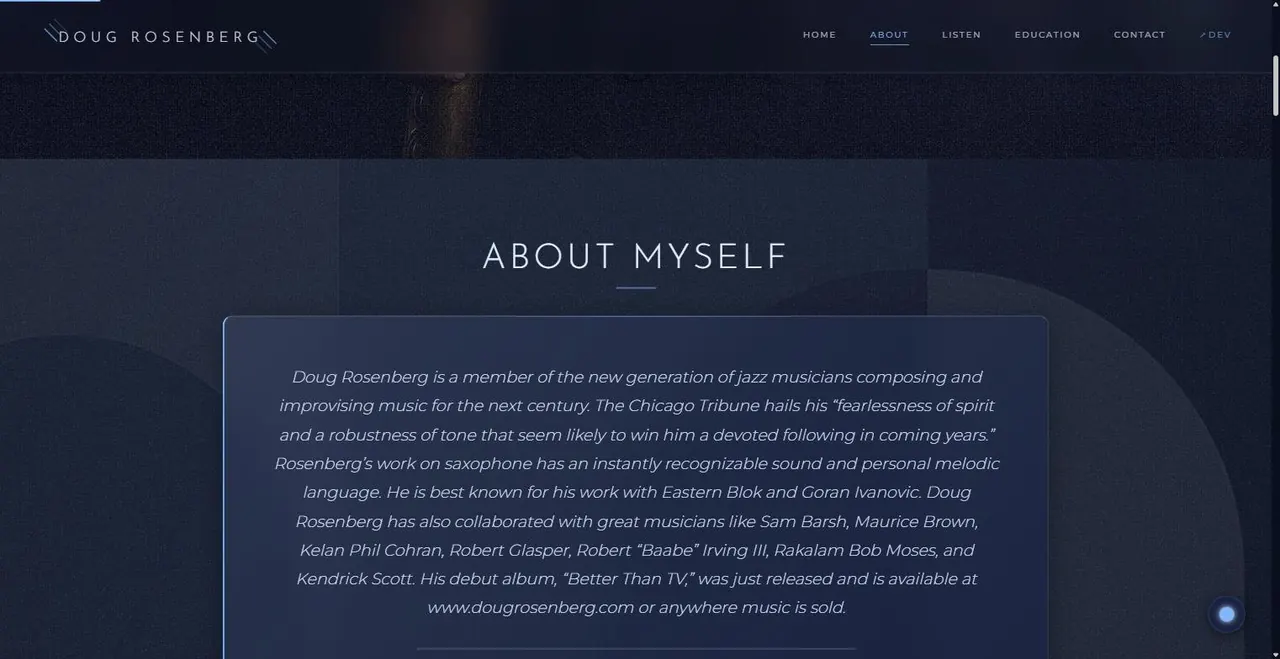 DOUG ROSENBERG
HOME ABOUT LISTEN EDUCATION CONTACT ↗DEV
ABOUT MYSELF
Doug Rosenberg is a member of the new generation of jazz musicians composing and
improvising music for the next century. The Chicago Tribune hails his “fearlessness of spirit
and a robustness of tone that seem likely to win him a devoted following in coming years.”
Rosenberg’s work on saxophone has an instantly recognizable sound and personal melodic
language. He is best known for his work with Eastern Blok and Goran Ivanovic. Doug
Rosenberg has also collaborated with great musicians like Sam Barsh, Maurice Brown,
Kelan Phil Cohran, Robert Glasper, Robert “Baabe” Irving III, Rakalam Bob Moses, and
Kendrick Scott. His debut album, “Better Than TV,” was just released and is available at
www.dougrosenberg.com or anywhere music is sold.